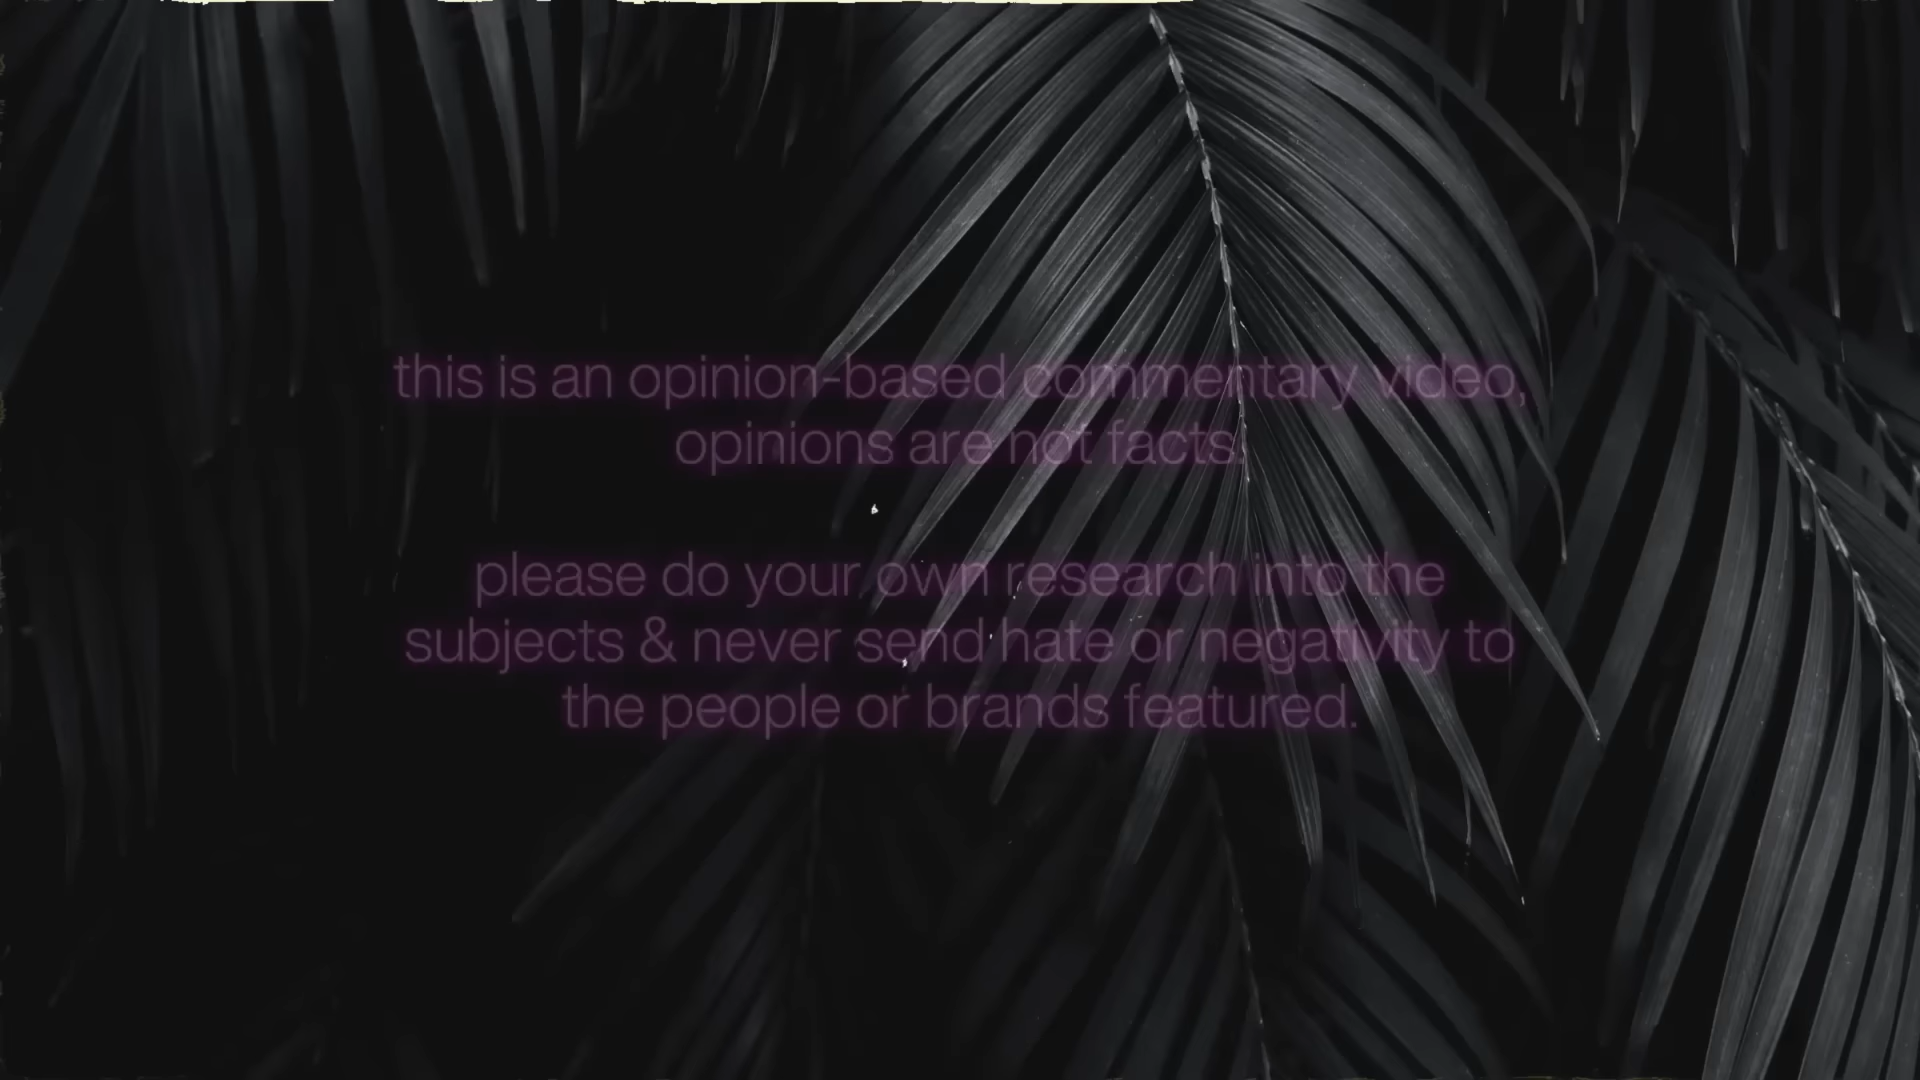 this is an opinion-based commentary video,
opinions are not facts.
please do your own research into the
subjects & never send hate or negativity to
the people or brands featured.